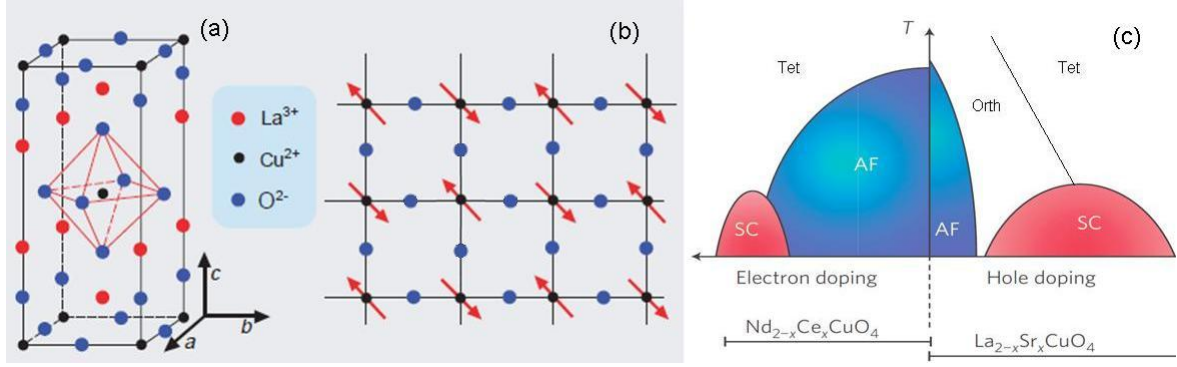 (a)
La³⁺
Cu²⁺
O²⁻
c
b
a
(b)
(c)
T
Tet
Tet
Orth
AF
SC
AF
SC
Electron doping
Hole doping
Nd₂₋ₓCeₓCuO₄
La₂₋ₓSrₓCuO₄